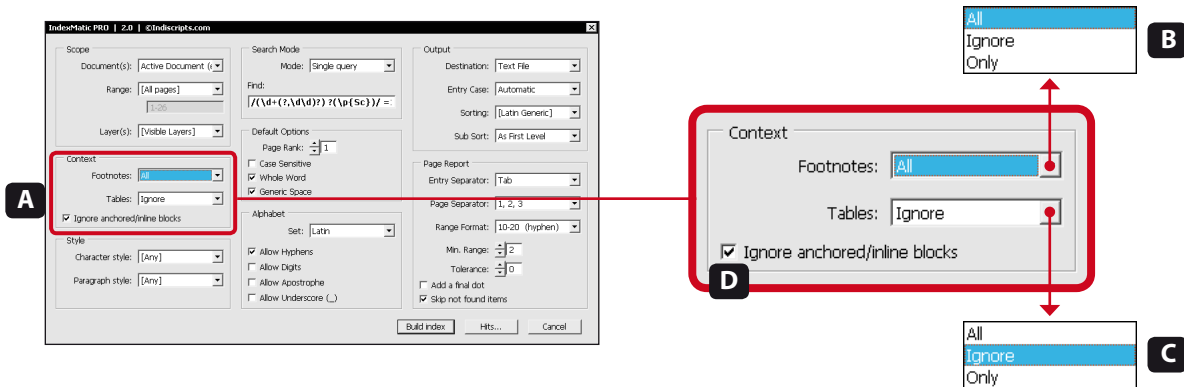 IndexMatic PRO | 2.0 | ©Indiscripts.com
Scope
Document(s): Active Document (
Range: [All pages]
1-26
Layer(s): [Visible Layers]
Context
Footnotes: All
Tables: Ignore
Ignore anchored/inline blocks
Style
Character style: [Any]
Paragraph style: [Any]
Search Mode
Mode: Single query
Find:
/(\d+(?,\d\d)?) ?(\p{Sc})/ =
Default Options
Page Rank: 1
Case Sensitive
Whole Word
Generic Space
Alphabet
Set: Latin
Allow Hyphens
Allow Digits
Allow Apostrophe
Allow Underscore (_)
Output
Destination: Text File
Entry Case: Automatic
Sorting: [Latin Generic]
Sub Sort: As First Level
Page Report
Entry Separator: Tab
Page Separator: 1, 2, 3
Range Format: 10-20 (hyphen)
Min. Range: 2
Tolerance: 0
Add a final dot
Skip not found items
Build index
Hits...
Cancel
A
All
Ignore
Only
B
Context
Footnotes: All
Tables: Ignore
Ignore anchored/inline blocks
D
All
Ignore
Only
C